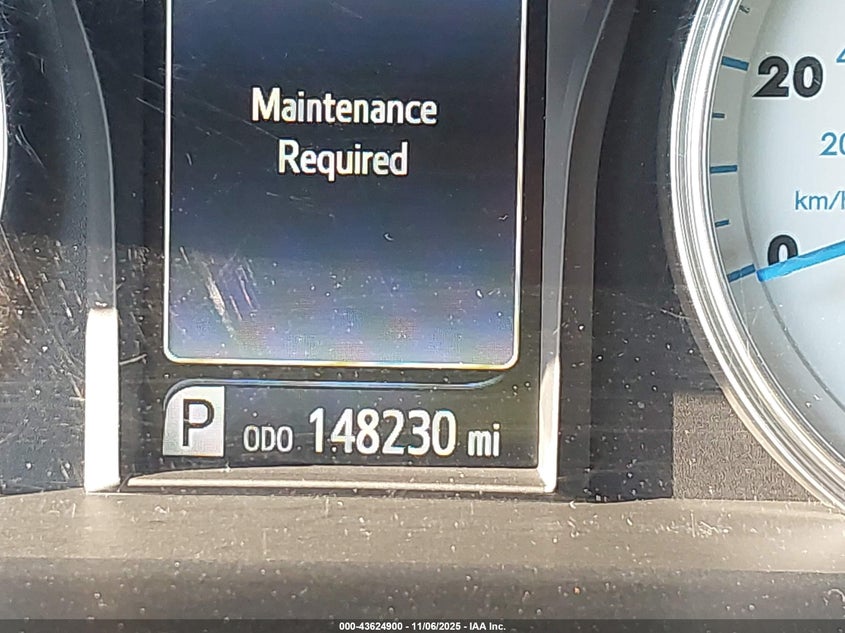 Maintenance
Required
20
km/h
0
P ODO 148230 mi
000-43624900 - 11/06/2025 - IAA Inc.